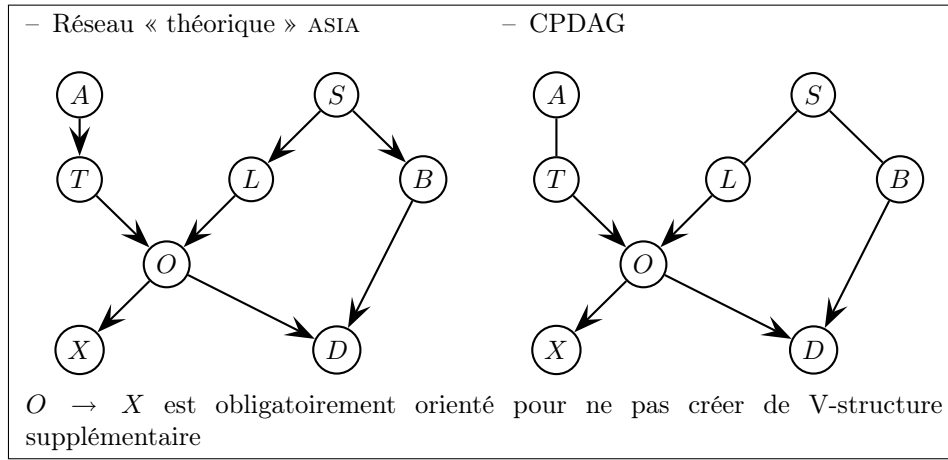 – Réseau « théorique » ASIA – CPDAG
A S A S
T L B T L B
O O
X D X D
O → X est obligatoirement orienté pour ne pas créer de V-structure
supplémentaire